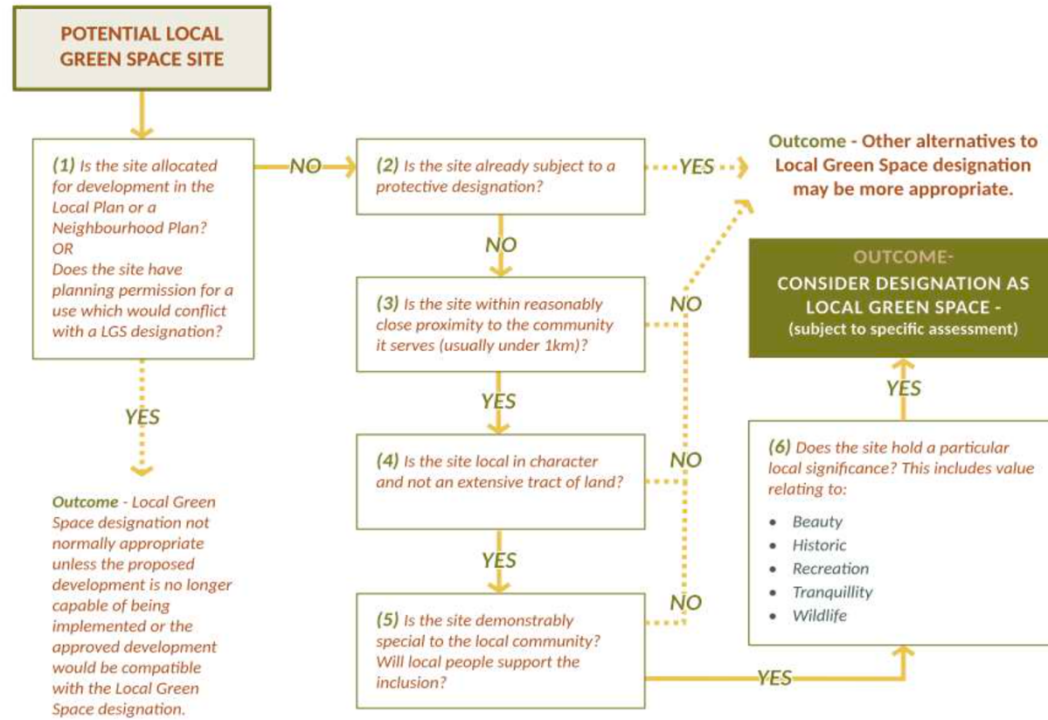 POTENTIAL LOCAL
GREEN SPACE SITE
(1) Is the site allocated
for development in the
Local Plan or a
Neighbourhood Plan?
OR
Does the site have
planning permission for a
use which would conflict
with a LGS designation?
NO
YES
Outcome - Local Green
Space designation not
normally appropriate
unless the proposed
development is no longer
capable of being
implemented or the
approved development
would be compatible
with the Local Green
Space designation.
(2) Is the site already subject to a
protective designation?
YES
NO
Outcome - Other alternatives to
Local Green Space designation
may be more appropriate.
(3) Is the site within reasonably
close proximity to the community
it serves (usually under 1km)?
NO
YES
(4) Is the site local in character
and not an extensive tract of land?
NO
YES
(5) Is the site demonstrably
special to the local community?
Will local people support the
inclusion?
NO
YES
(6) Does the site hold a particular
local significance? This includes value
relating to:
• Beauty
• Historic
• Recreation
• Tranquillity
• Wildlife
YES
OUTCOME-
CONSIDER DESIGNATION AS
LOCAL GREEN SPACE -
(subject to specific assessment)